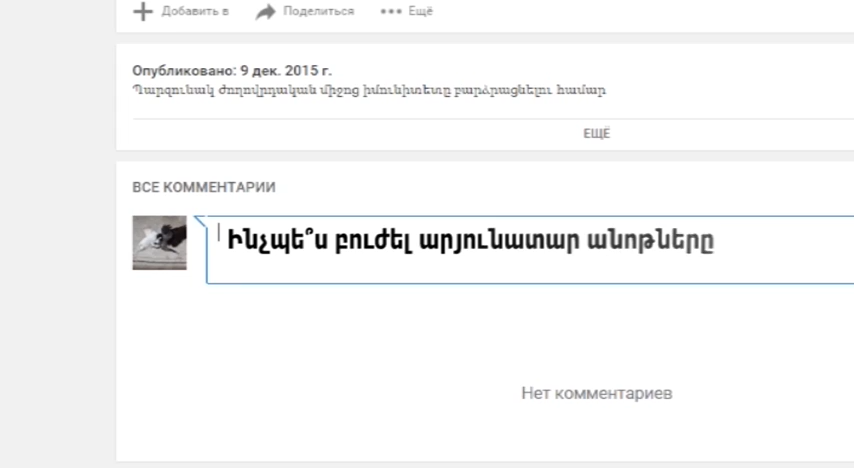 Добавить в Поделиться Ещё
Опубликовано: 9 дек. 2015 г.
Պարզունակ ժողովրդական միջոց իմունիտետը բարձրացնելու համար
ЕЩЁ
ВСЕ КОММЕНТАРИИ
Ինչպե՞ս բուժել արյունատար անոթները
Нет комментариев